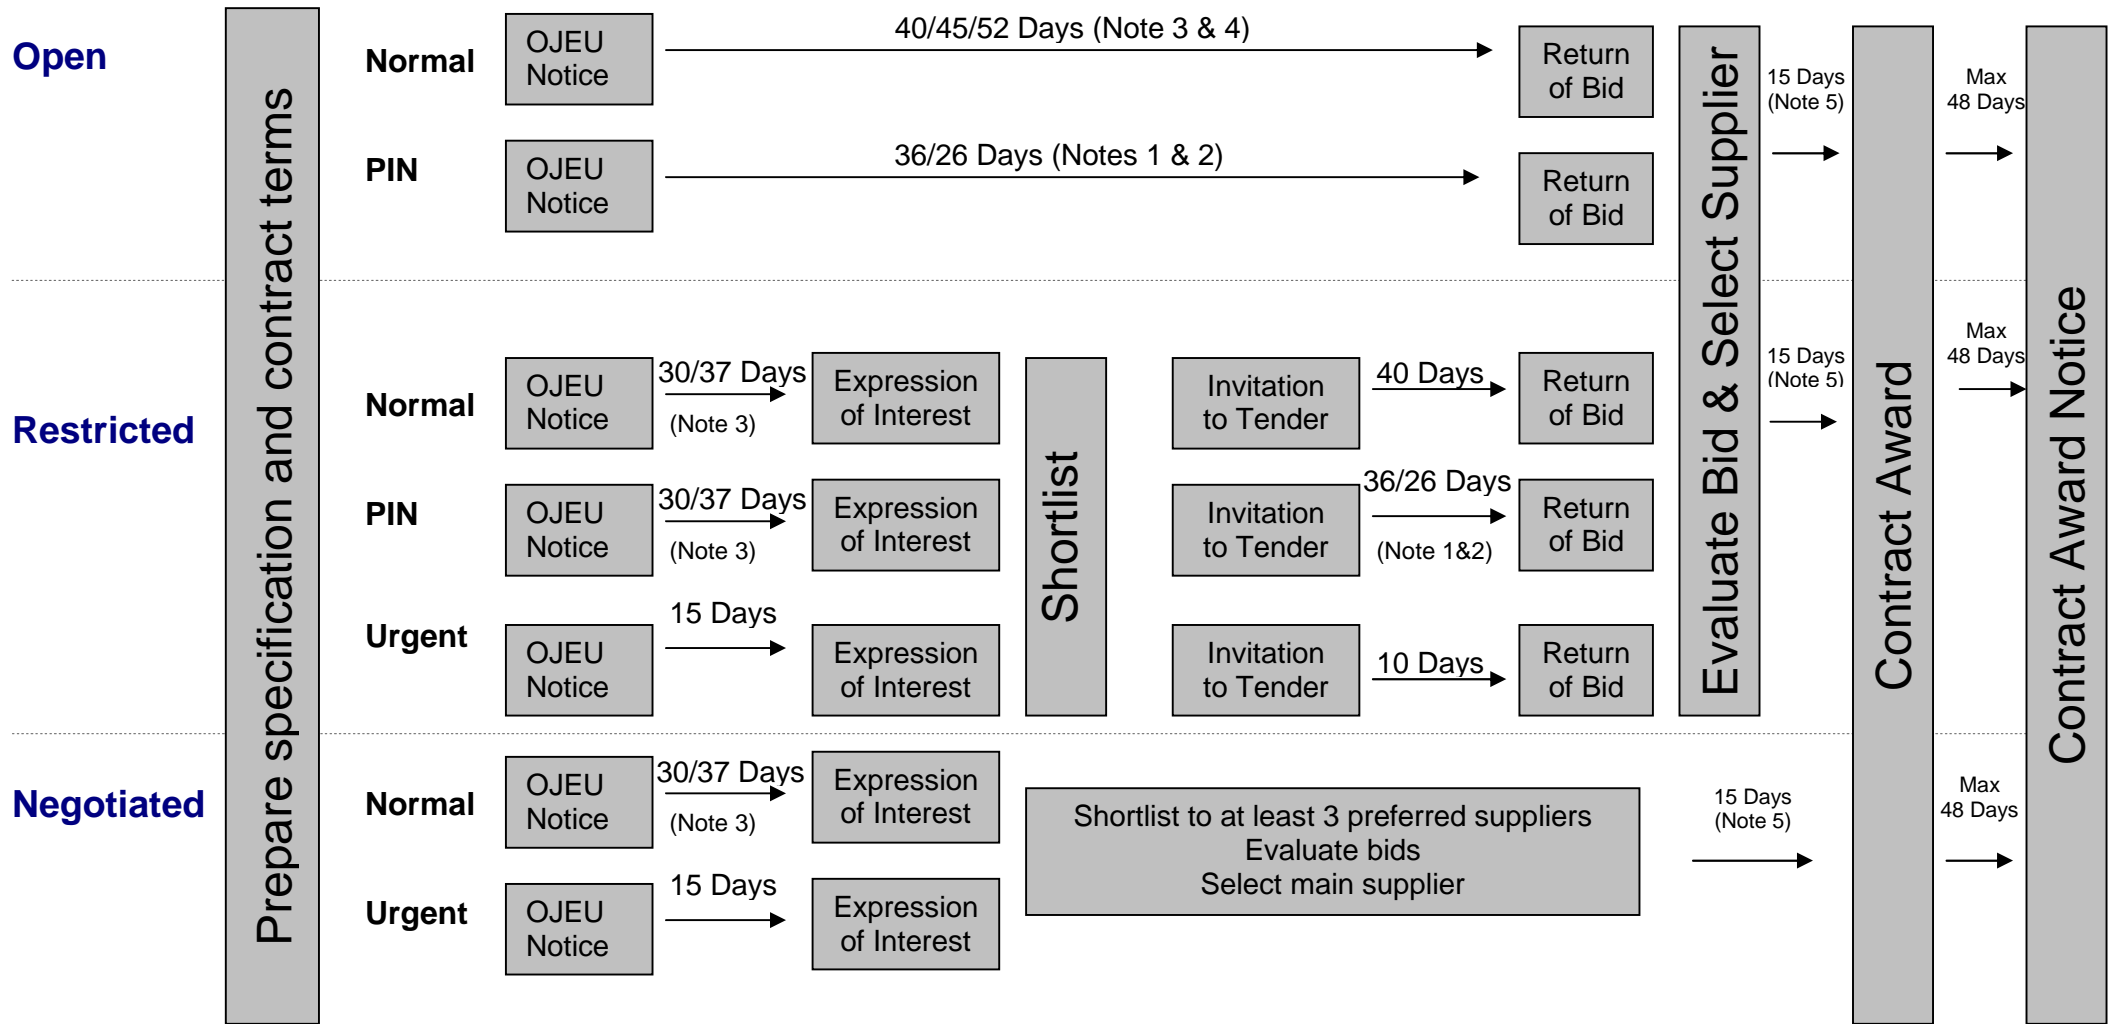 Open
Prepare specification and contract terms
Normal
OJEU
Notice
40/45/52 Days (Note 3 & 4)
Return
of Bid
PIN
OJEU
Notice
36/26 Days (Notes 1 & 2)
Return
of Bid
Evaluate Bid & Select Supplier
15 Days
(Note 5)
Contract Award
Max
48 Days
Contract Award Notice
Restricted
Normal
OJEU
Notice
30/37 Days
(Note 3)
Expression
of Interest
Shortlist
Invitation
to Tender
40 Days
Return
of Bid
15 Days
(Note 5)
Max
48 Days
PIN
OJEU
Notice
30/37 Days
(Note 3)
Expression
of Interest
Invitation
to Tender
36/26 Days
(Note 1&2)
Return
of Bid
Urgent
OJEU
Notice
15 Days
Expression
of Interest
Invitation
to Tender
10 Days
Return
of Bid
Negotiated
Normal
OJEU
Notice
30/37 Days
(Note 3)
Expression
of Interest
Shortlist to at least 3 preferred suppliers
Evaluate bids
Select main supplier
15 Days
(Note 5)
Max
48 Days
Urgent
OJEU
Notice
15 Days
Expression
of Interest